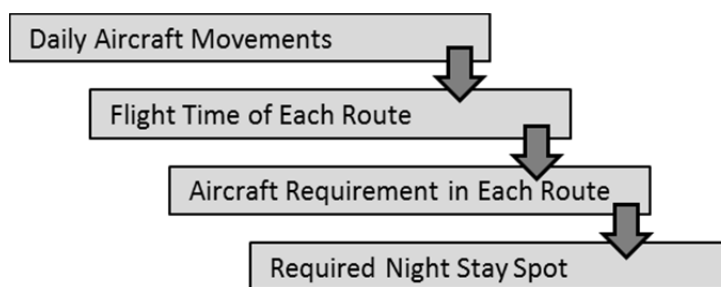 Daily Aircraft Movements
Flight Time of Each Route
Aircraft Requirement in Each Route
Required Night Stay Spot